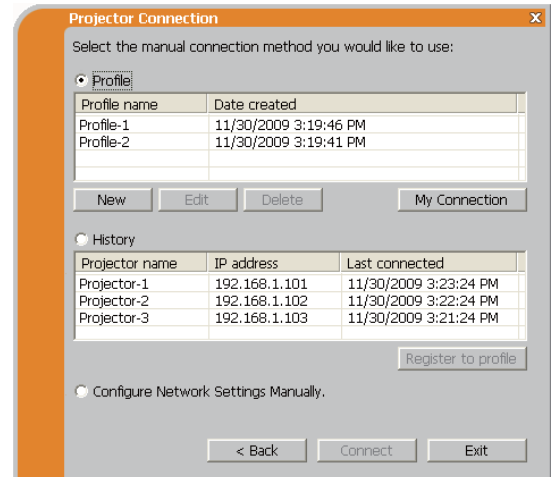 Projector Connection
Select the manual connection method you would like to use:
Profile
Profile name Date created
Profile-1 11/30/2009 3:19:46 PM
Profile-2 11/30/2009 3:19:41 PM
New Edit Delete My Connection
History
Projector name IP address Last connected
Projector-1 192.168.1.101 11/30/2009 3:23:24 PM
Projector-2 192.168.1.102 11/30/2009 3:22:24 PM
Projector-3 192.168.1.103 11/30/2009 3:21:24 PM
Register to profile
Configure Network Settings Manually.
< Back Connect Exit